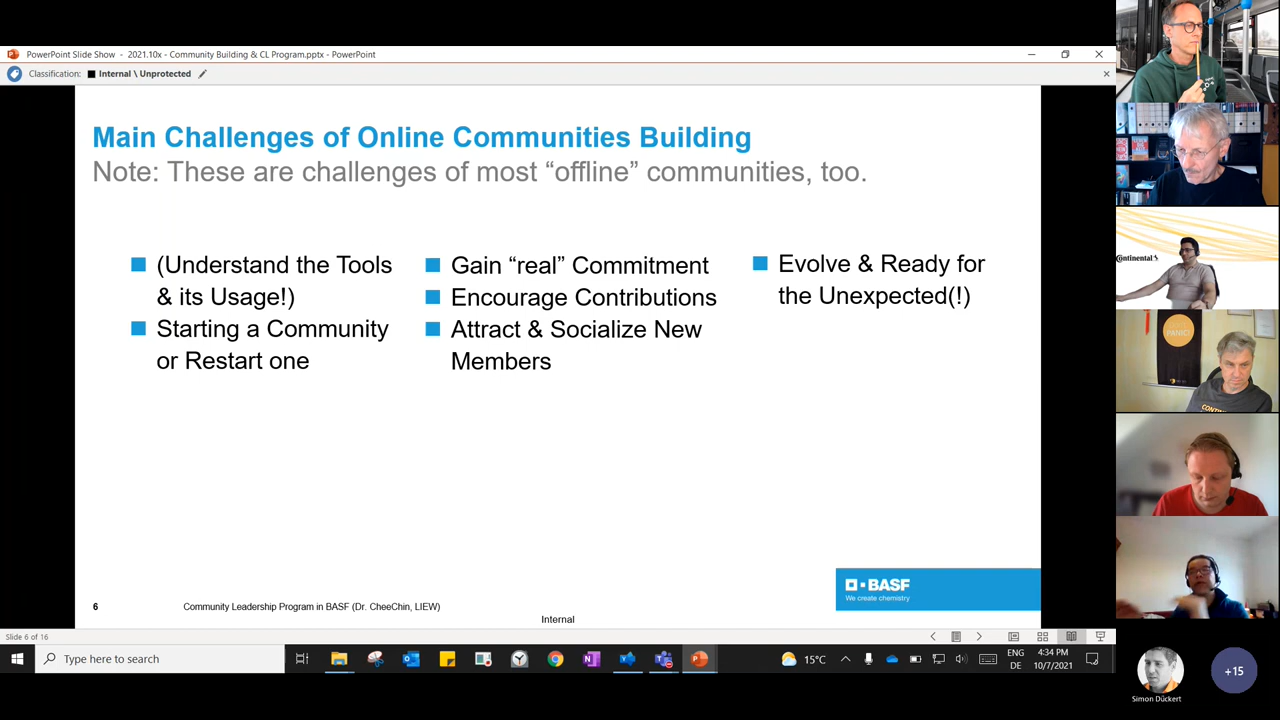 PowerPoint Slide Show - 2021.10x - Community Building & CL Program.pptx - PowerPoint
Classification: Internal \ Unprotected
Main Challenges of Online Communities Building
Note: These are challenges of most “offline” communities, too.
(Understand the Tools
& its Usage!)
Starting a Community
or Restart one
Gain “real” Commitment
Encourage Contributions
Attract & Socialize New
Members
Evolve & Ready for
the Unexpected(!)
BASF
We create chemistry
6
Community Leadership Program in BASF (Dr. CheeChin, LIEW)
Internal
Slide 6 of 16
Type here to search
15°C
ENG
DE
4:34 PM
10/7/2021
Continental
PANIC!
Simon Dückert
+15